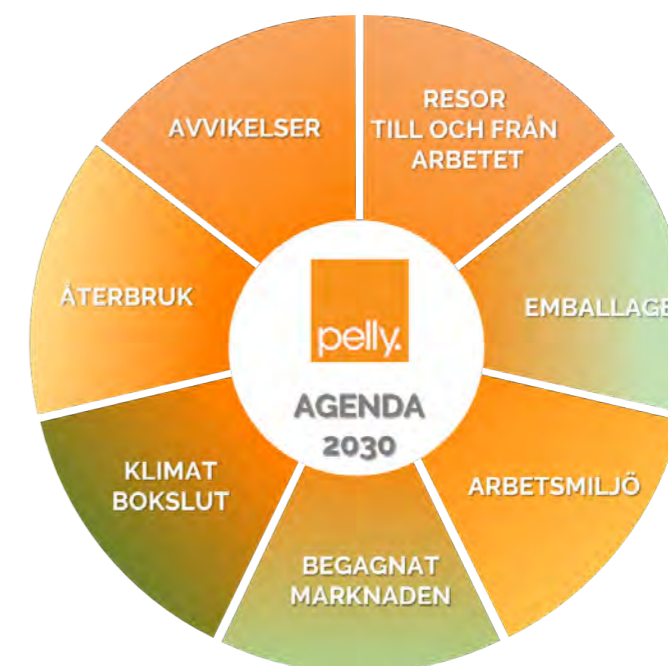 AVVIKELSER
RESOR
TILL OCH FRÅN
ARBETET
ÅTERBRUK
EMBALLAGE
pelly.
AGENDA
2030
KLIMAT
BOKSLUT
ARBETSMILJÖ
BEGAGNAT
MARKNADEN